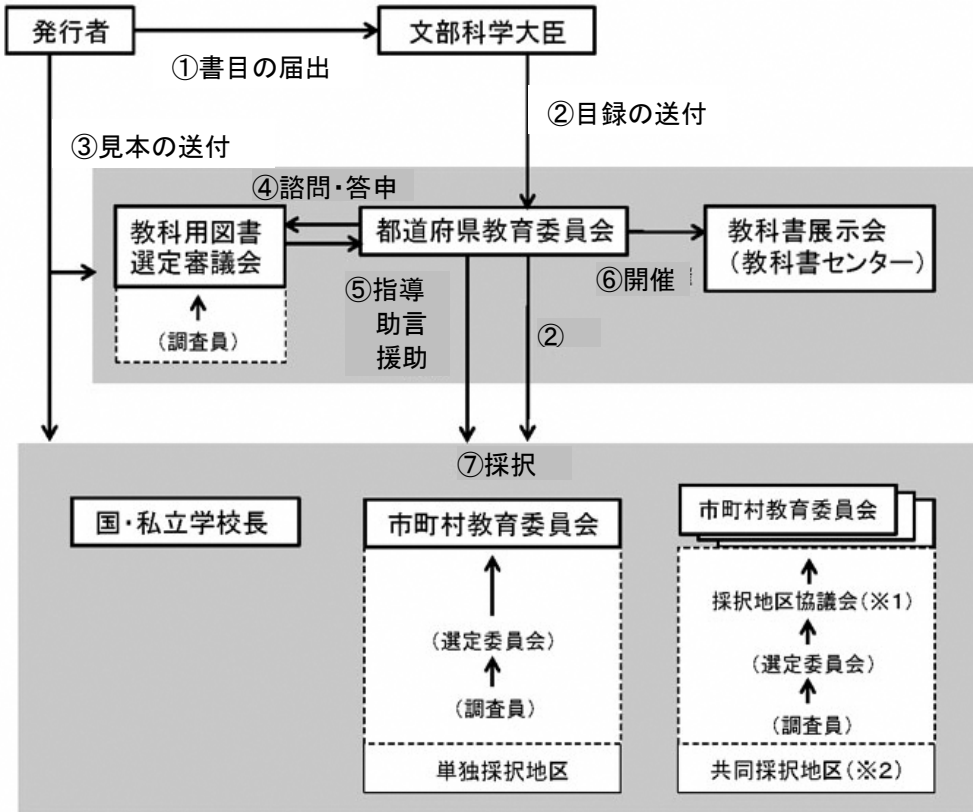 発行者
文部科学大臣
①書目の届出
②目録の送付
③見本の送付
④諮問・答申
教科用図書
選定審議会
都道府県教育委員会
教科書展示会
(教科書センター)
⑤指導
助言
援助
⑥開催
(調査員)
②
⑦採択
国・私立学校長
市町村教育委員会
市町村教育委員会
採択地区協議会(※1)
(選定委員会)
(選定委員会)
(調査員)
(調査員)
単独採択地区
共同採択地区(※2)